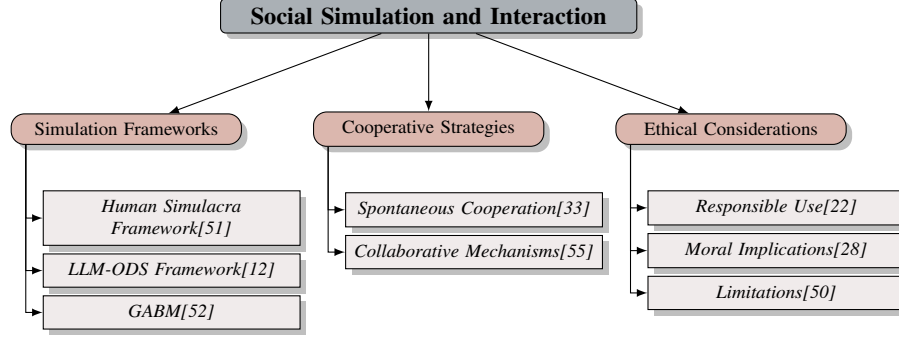 Social Simulation and Interaction
Simulation Frameworks
Cooperative Strategies
Ethical Considerations
Human Simulacra
Framework[51]
LLM-ODS Framework[12]
GABM[52]
Spontaneous Cooperation[33]
Collaborative Mechanisms[55]
Responsible Use[22]
Moral Implications[28]
Limitations[50]